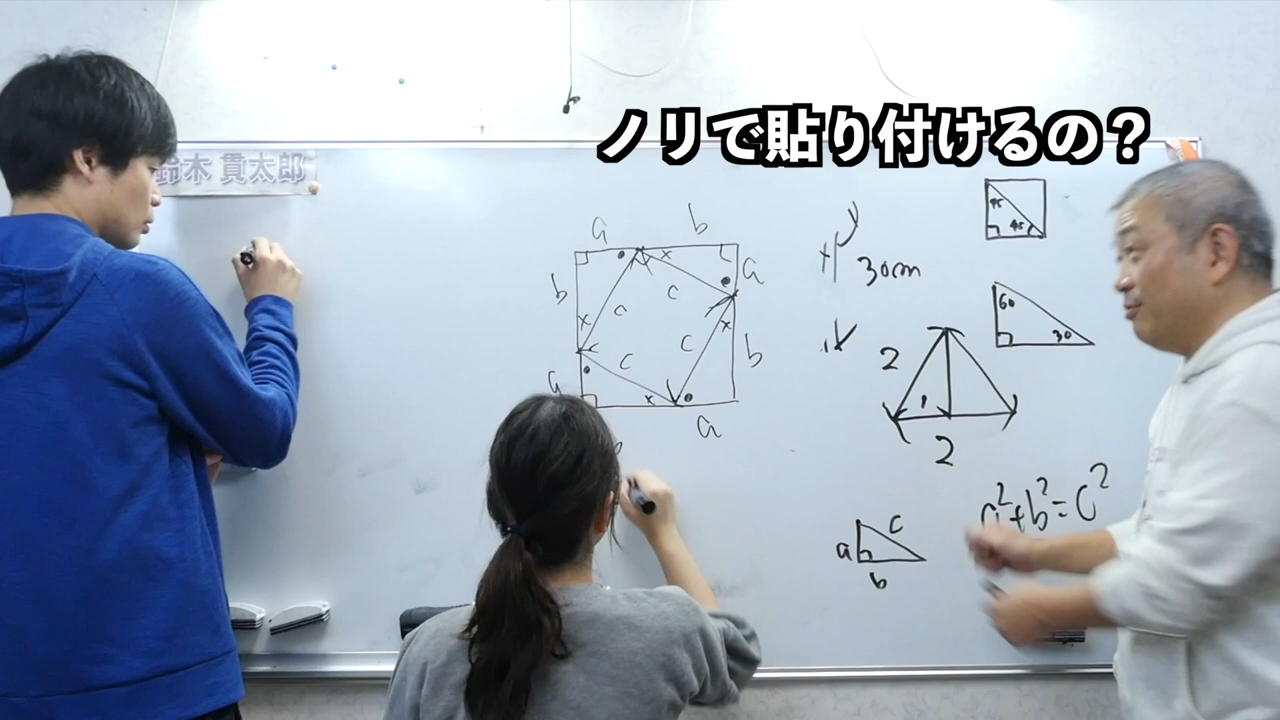 ノリで貼り付けるの？
鈴木 貫太郎
a b
b c c a
x x
a c c b
x
a
30cm
45
45
60
30
2
1
2
a c
b
a²+b²=c²